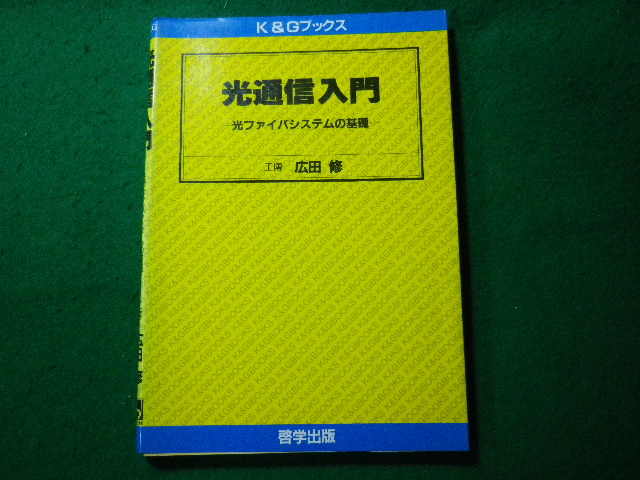 K&Gブックス
光通信入門
光ファイバシステムの基礎
工博 広田 修
啓学出版